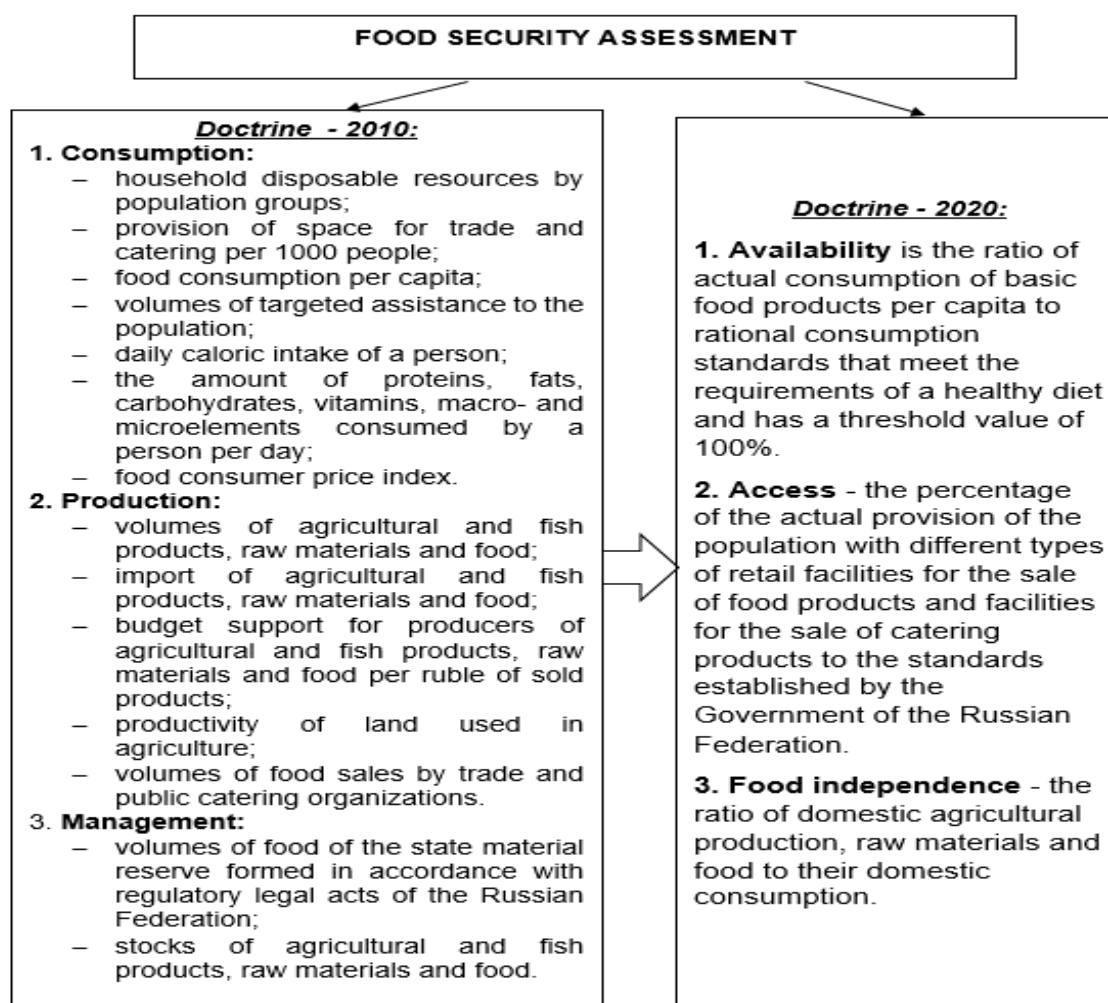 FOOD SECURITY ASSESSMENT
Doctrine - 2010:
1. Consumption:
– household disposable resources by
population groups;
– provision of space for trade and
catering per 1000 people;
– food consumption per capita;
– volumes of targeted assistance to the
population;
– daily caloric intake of a person;
– the amount of proteins, fats,
carbohydrates, vitamins, macro- and
microelements consumed by a
person per day;
– food consumer price index.
2. Production:
– volumes of agricultural and fish
products, raw materials and food;
– import of agricultural and fish
products, raw materials and food;
– budget support for producers of
agricultural and fish products, raw
materials and food per ruble of sold
products;
– productivity of land used in
agriculture;
– volumes of food sales by trade and
public catering organizations.
3. Management:
– volumes of food of the state material
reserve formed in accordance with
regulatory legal acts of the Russian
Federation;
– stocks of agricultural and fish
products, raw materials and food.
Doctrine - 2020:
1. Availability is the ratio of
actual consumption of basic
food products per capita to
rational consumption
standards that meet the
requirements of a healthy diet
and has a threshold value of
100%.
2. Access - the percentage
of the actual provision of the
population with different types
of retail facilities for the sale
of food products and facilities
for the sale of catering
products to the standards
established by the
Government of the Russian
Federation.
3. Food independence - the
ratio of domestic agricultural
production, raw materials and
food to their domestic
consumption.